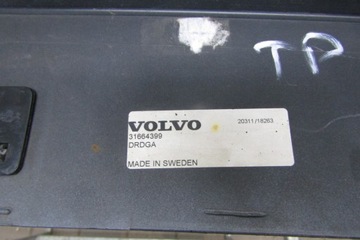 TP
VOLVO
20311/18263
31664399
DRDGA
MADE IN SWEDEN